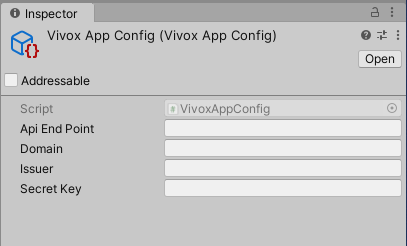 Inspector
Vivox App Config (Vivox App Config)
Open
Addressable
Script
VivoxAppConfig
Api End Point
Domain
Issuer
Secret Key